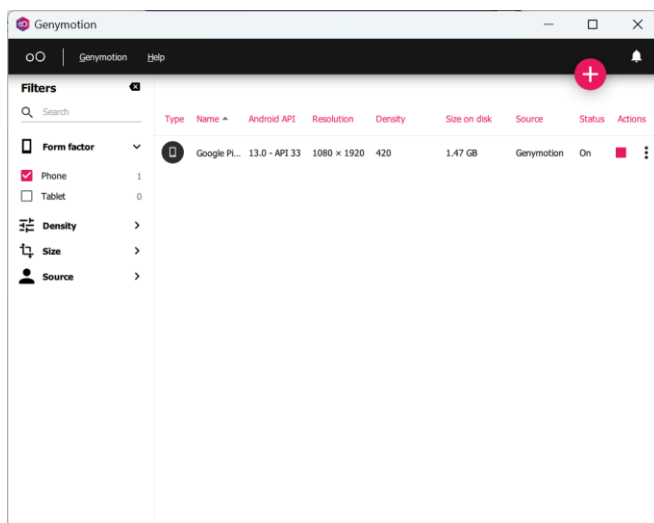 Genymotion
Genymotion Help
Filters
Search
Form factor
Phone 1
Tablet 0
Density
Size
Source
Type Name Android API Resolution Density Size on disk Source Status Actions
Google Pi... 13.0 - API 33 1080 × 1920 420 1.47 GB Genymotion On